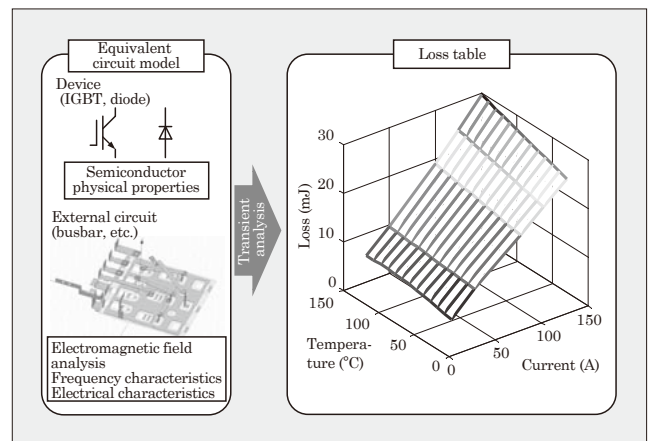 Equivalent
circuit model
Device
(IGBT, diode)
Semiconductor
physical properties
External circuit
(busbar, etc.)
Electromagnetic field
analysis
Frequency characteristics
Electrical characteristics
Transient
analysis
Loss table
Loss (mJ)
30
20
10
0
150
100
50
0
Tempera-
ture (°C)
0
50
100
150
Current (A)